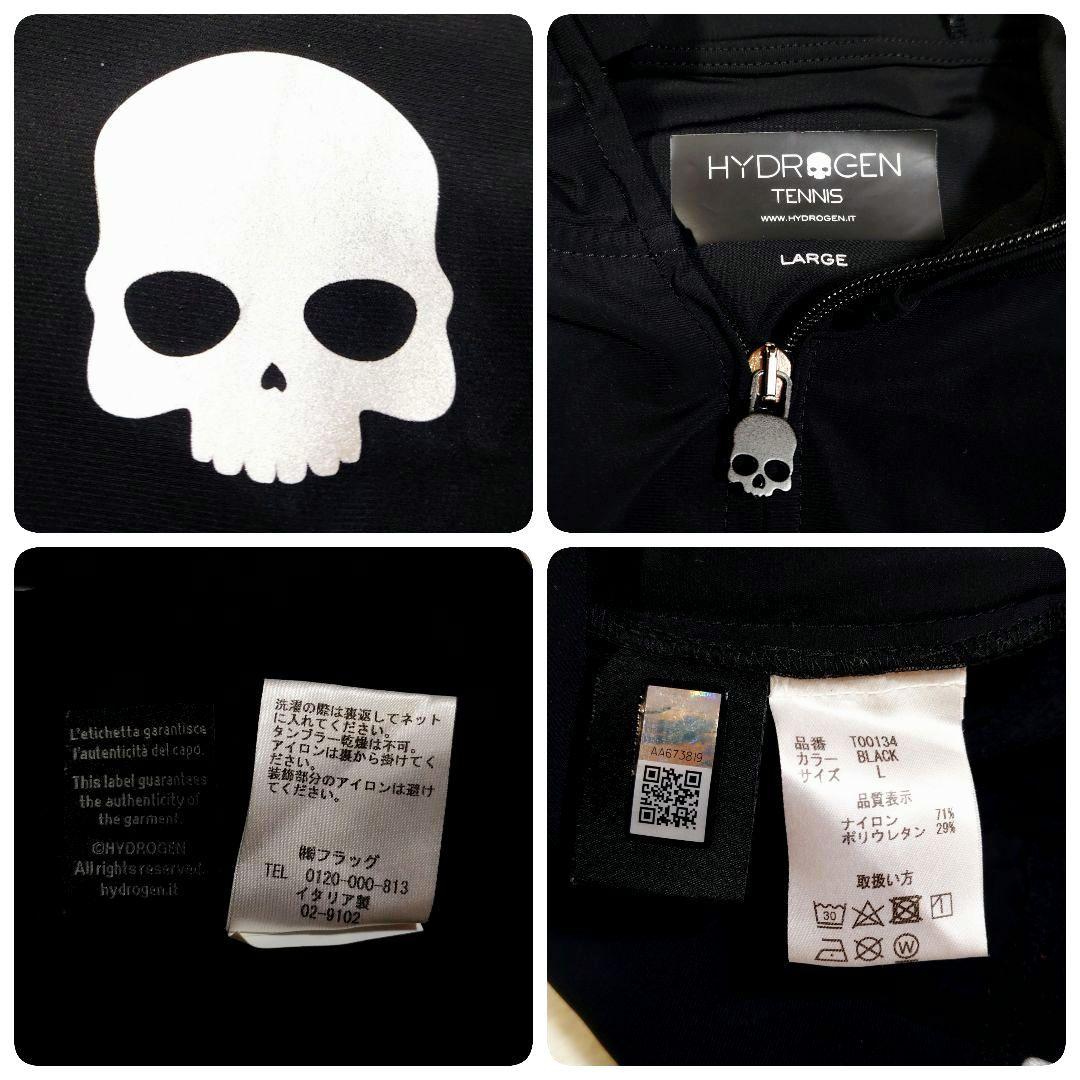 HYDROGEN
TENNIS
WWW.HYDROGEN.IT
LARGE
L'etichetta garantisce
l'autenticità del capo.
This label guarantees
the authenticity of
the garment.
©HYDROGEN
All rights reserved.
hydrogen.it
洗濯の際は裏返してネット
に入れてください。
タンブラー乾燥は不可。
アイロンは裏から掛けてく
ださい。
装飾部分のアイロンは避け
てください。
㈱フラッグ
TEL 0120-000-813
イタリア製
02-9102
AA673819
品番 T00134
カラー BLACK
サイズ L
品質表示
ナイロン 71%
ポリウレタン 29%
取扱い方
30
1
W